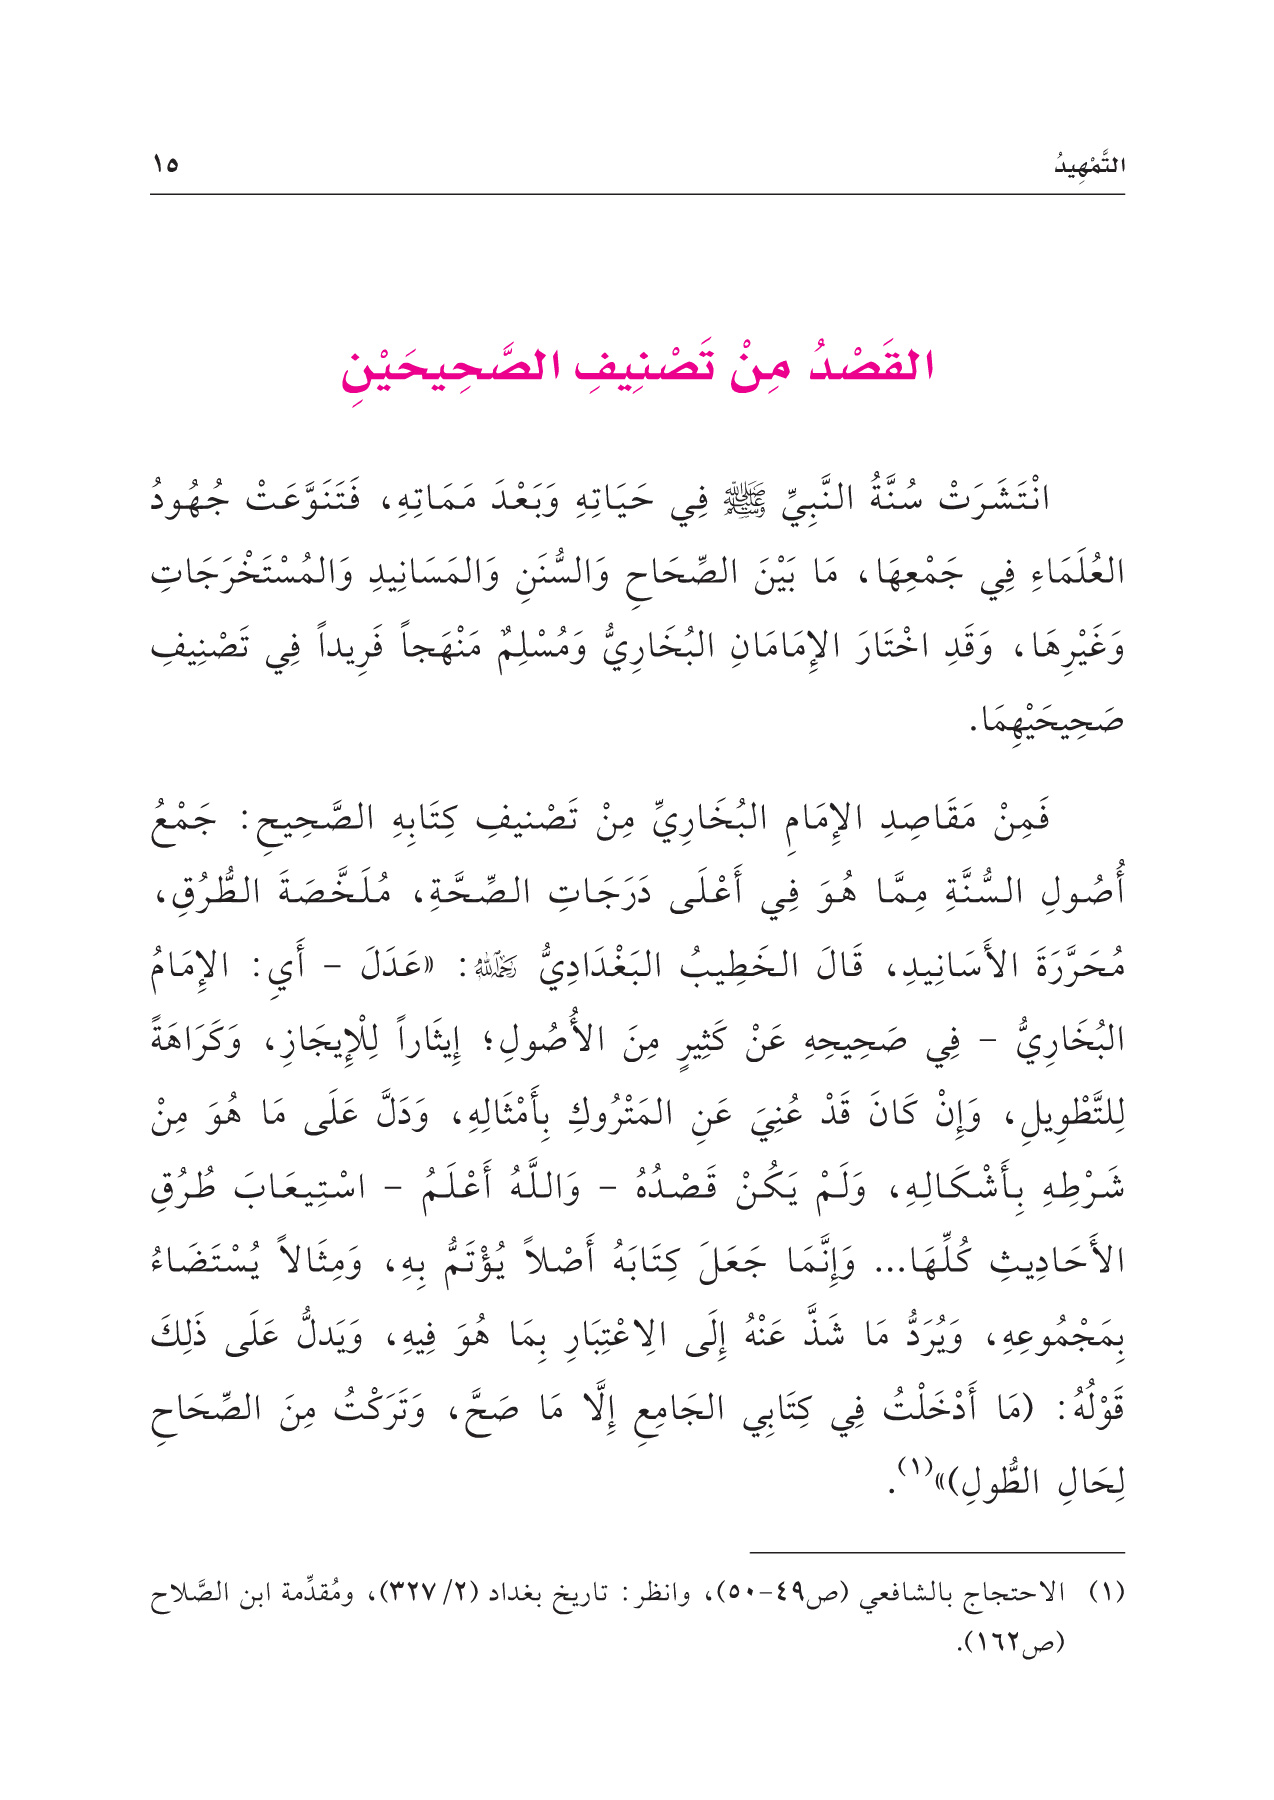 التَّمْهِيدُ ١٥
القَصْدُ مِنْ تَصْنِيفِ الصَّحِيحَيْنِ
انْتَشَرَتْ سُنَّةُ النَّبِيِّ ﷺ فِي حَيَاتِهِ وَبَعْدَ مَمَاتِهِ، فَتَنَوَّعَتْ جُهُودُ
العُلَمَاءِ فِي جَمْعِهَا، مَا بَيْنَ الصِّحَاحِ وَالسُّنَنِ وَالمَسَانِيدِ وَالمُسْتَخْرَجَاتِ
وَغَيْرِهَا، وَقَدِ اخْتَارَ الإِمَامَانِ البُخَارِيُّ وَمُسْلِمٌ مَنْهَجاً فَرِيداً فِي تَصْنِيفِ
صَحِيحَيْهِمَا.
فَمِنْ مَقَاصِدِ الإِمَامِ البُخَارِيِّ مِنْ تَصْنيفِ كِتَابِهِ الصَّحِيحِ: جَمْعُ
أُصُولِ السُّنَّةِ مِمَّا هُوَ فِي أَعْلَى دَرَجَاتِ الصِّحَّةِ، مُلَخَّصَةَ الطُّرُقِ،
مُحَرَّرَةَ الأَسَانِيدِ، قَالَ الخَطِيبُ البَغْدَادِيُّ رَحِمَهُ اللهُ: «عَدَلَ – أَيِ: الإِمَامُ
البُخَارِيُّ – فِي صَحِيحِهِ عَنْ كَثِيرٍ مِنَ الأُصُولِ؛ إِيثَاراً لِلْإِيجَازِ، وَكَرَاهَةً
لِلتَّطْوِيلِ، وَإِنْ كَانَ قَدْ عُنِيَ عَنِ المَتْرُوكِ بِأَمْثَالِهِ، وَدَلَّ عَلَى مَا هُوَ مِنْ
شَرْطِهِ بِأَشْكَالِهِ، وَلَمْ يَكُنْ قَصْدُهُ – وَاللَّهُ أَعْلَمُ – اسْتِيعَابَ طُرُقِ
الأَحَادِيثِ كُلِّهَا... وَإِنَّمَا جَعَلَ كِتَابَهُ أَصْلاً يُؤْتَمُّ بِهِ، وَمِثَالاً يُسْتَضَاءُ
بِمَجْمُوعِهِ، وَيُرَدُّ مَا شَذَّ عَنْهُ إِلَى الِاعْتِبَارِ بِمَا هُوَ فِيهِ، وَيَدلُّ عَلَى ذَلِكَ
قَوْلُهُ: (مَا أَدْخَلْتُ فِي كِتَابِي الجَامِعِ إِلَّا مَا صَحَّ، وَتَرَكْتُ مِنَ الصِّحَاحِ
لِحَالِ الطُّولِ)»(١).
(١) الاحتجاج بالشافعي (ص٤٩-٥٠)، وانظر: تاريخ بغداد (٢/ ٣٢٧)، ومُقدِّمة ابن الصَّلاح
(ص١٦٢).